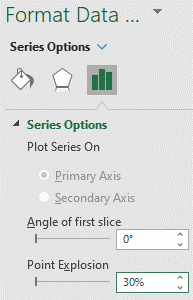 Format Data ...
Series Options
Series Options
Plot Series On
Primary Axis
Secondary Axis
Angle of first slice
0°
Point Explosion
30%